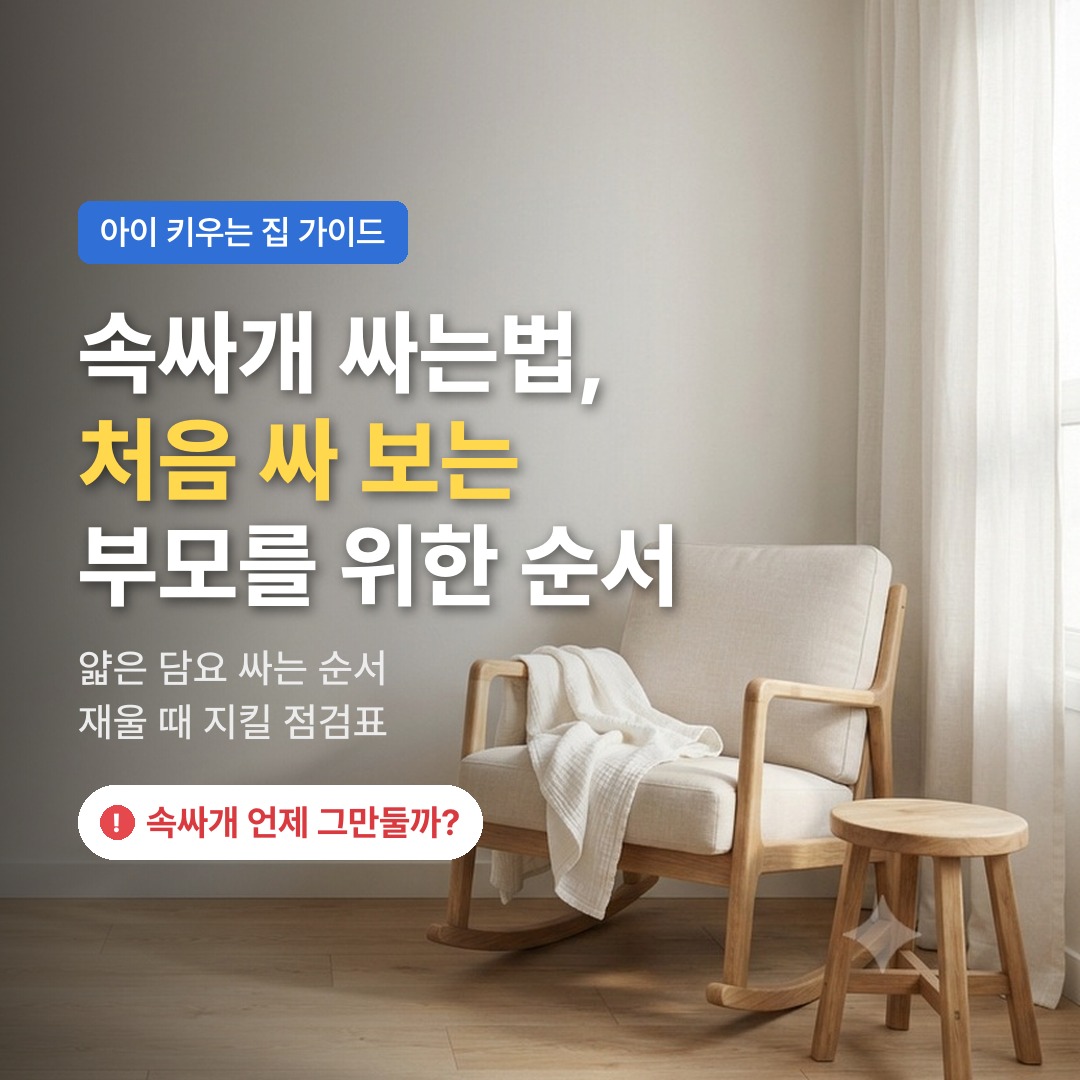 아이 키우는 집 가이드
속싸개 싸는법,
처음 싸 보는
부모를 위한 순서
얇은 담요 싸는 순서
재울 때 지킬 점검표
! 속싸개 언제 그만둘까?